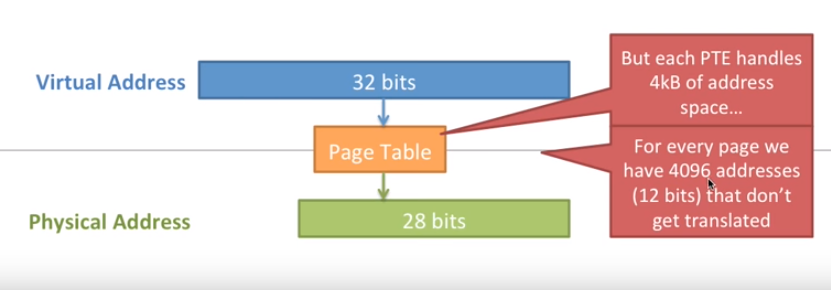 Virtual Address
32 bits
But each PTE handles
4kB of address
space...
Page Table
For every page we
have 4096 addresses
(12 bits) that don't
get translated
Physical Address
28 bits